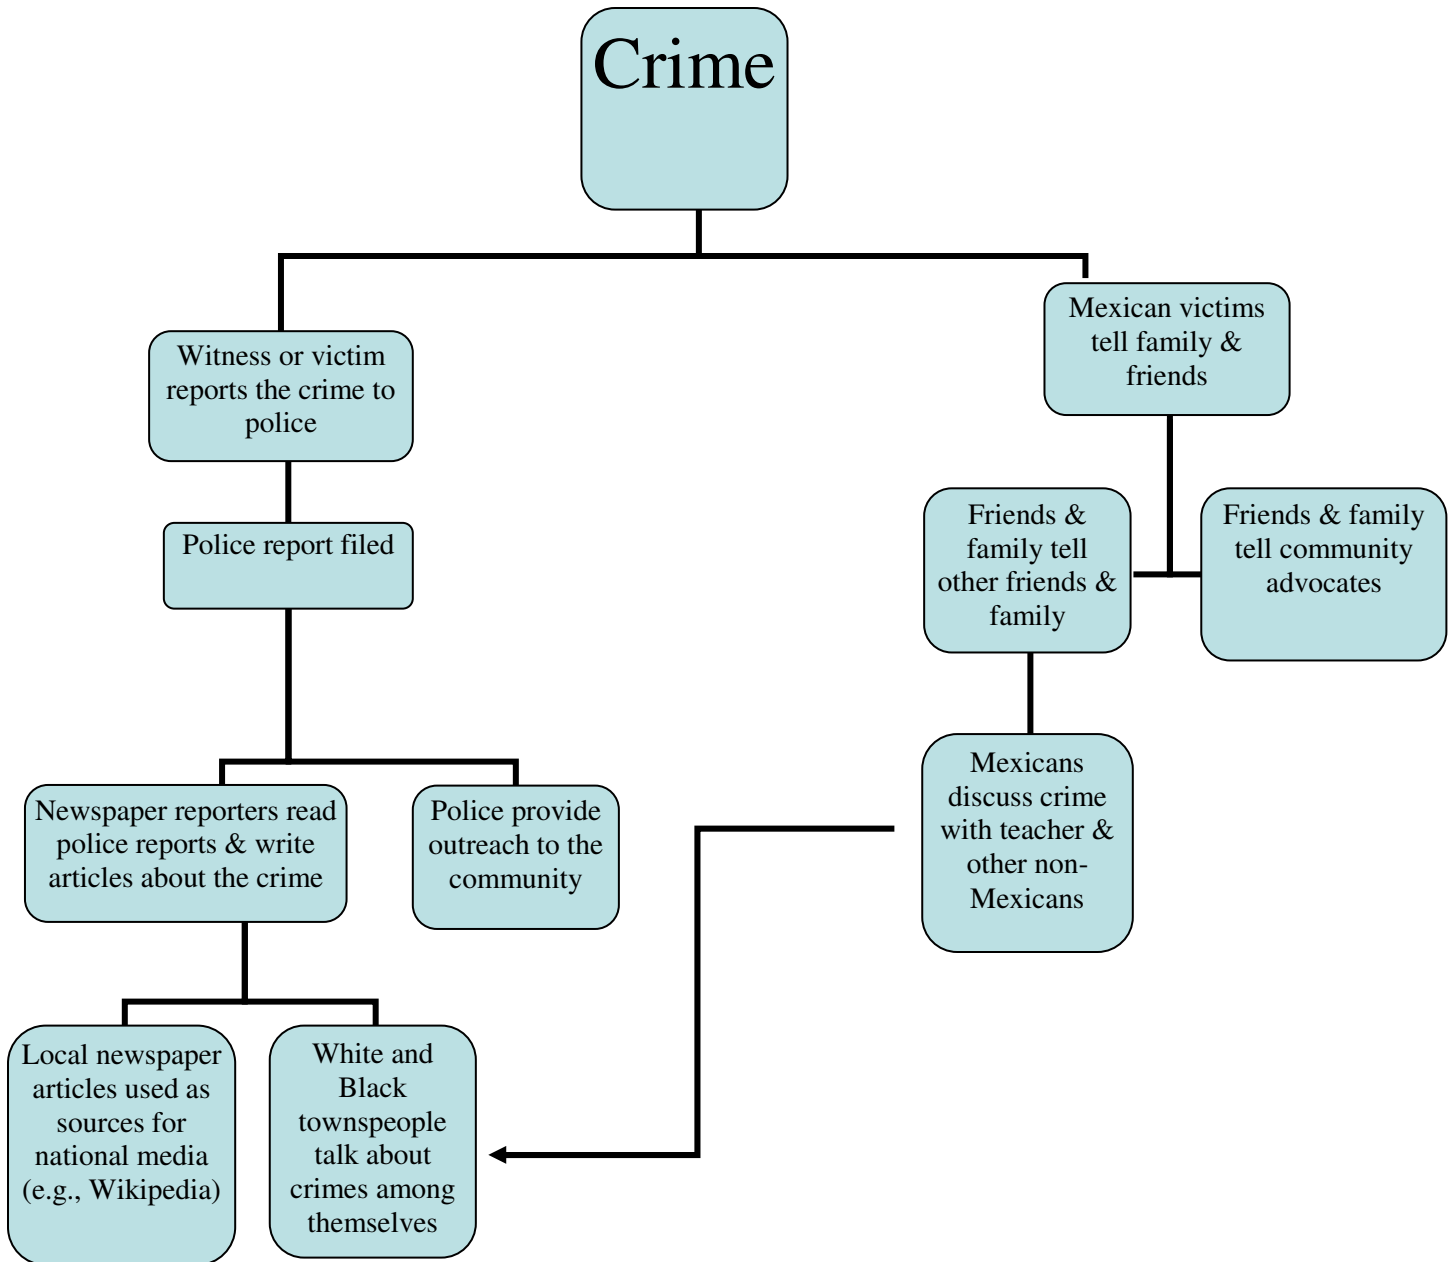 Crime
Witness or victim
reports the crime to
police
Police report filed
Newspaper reporters read
police reports & write
articles about the crime
Police provide
outreach to the
community
Local newspaper
articles used as
sources for
national media
(e.g., Wikipedia)
White and
Black
townspeople
talk about
crimes among
themselves
Mexican victims
tell family &
friends
Friends &
family tell
other friends &
family
Friends & family
tell community
advocates
Mexicans
discuss crime
with teacher &
other non-
Mexicans